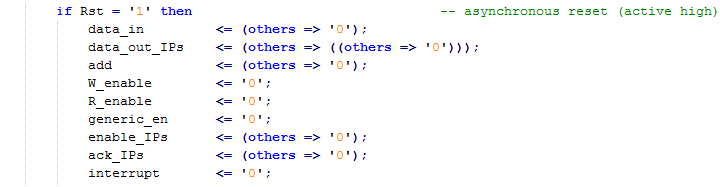 if Rst = '1' then                                -- asynchronous reset (active high)
    data_in         <= (others => '0');
    data_out_IPs    <= (others => ((others => '0')));
    add             <= (others => '0');
    W_enable        <= '0';
    R_enable        <= '0';
    generic_en      <= '0';
    enable_IPs      <= (others => '0');
    ack_IPs         <= (others => '0');
    interrupt       <= '0';